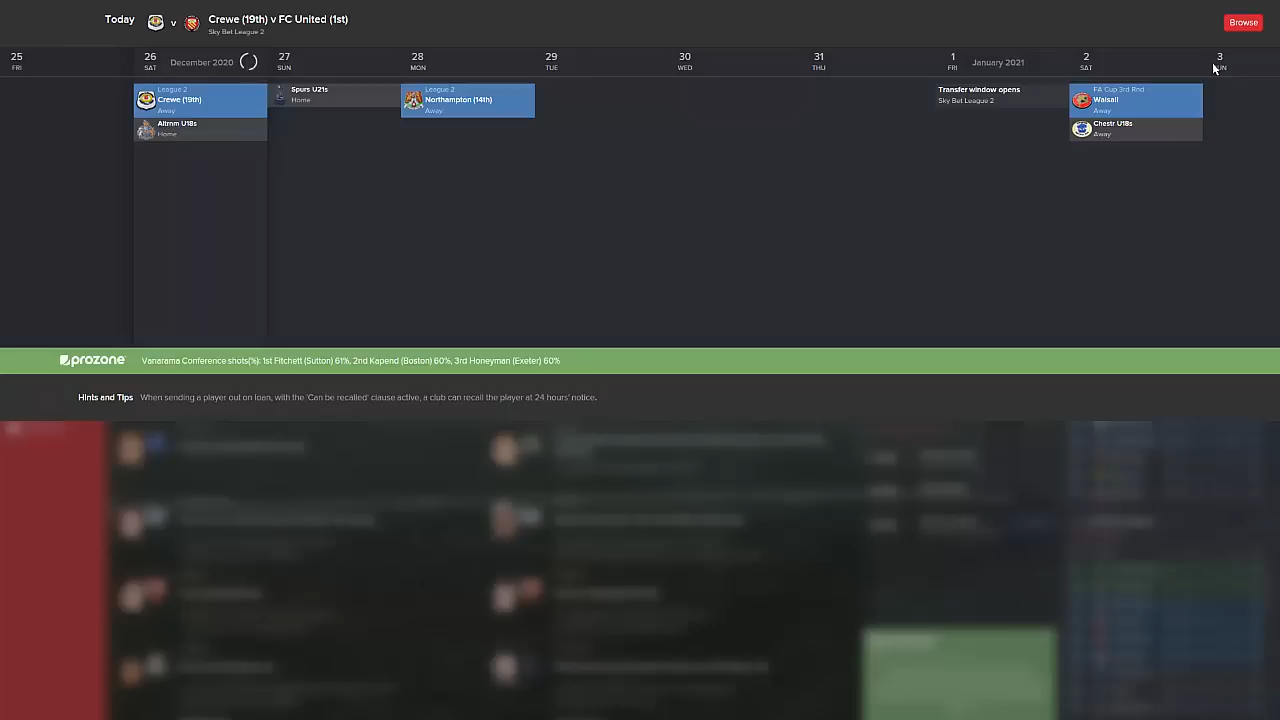 Today
v
Crewe (19th) v FC United (1st)
Sky Bet League 2
Browse
25
FRI
26
SAT
December 2020
27
SUN
28
MON
29
TUE
30
WED
31
THU
1
FRI
January 2021
2
SAT
3
League 2
Crewe (19th)
Away
Altrnm U18s
Home
Spurs U21s
Home
League 2
Northampton (14th)
Away
Transfer window opens
Sky Bet League 2
FA Cup 3rd Rnd
Walsall
Away
Chestr U18s
Away
prozone
Vanarama Conference shots(%): 1st Fitchett (Sutton) 61%, 2nd Kapend (Boston) 60%, 3rd Honeyman (Exeter) 60%
Hints and Tips
When sending a player out on loan, with the 'Can be recalled' clause active, a club can recall the player at 24 hours' notice.